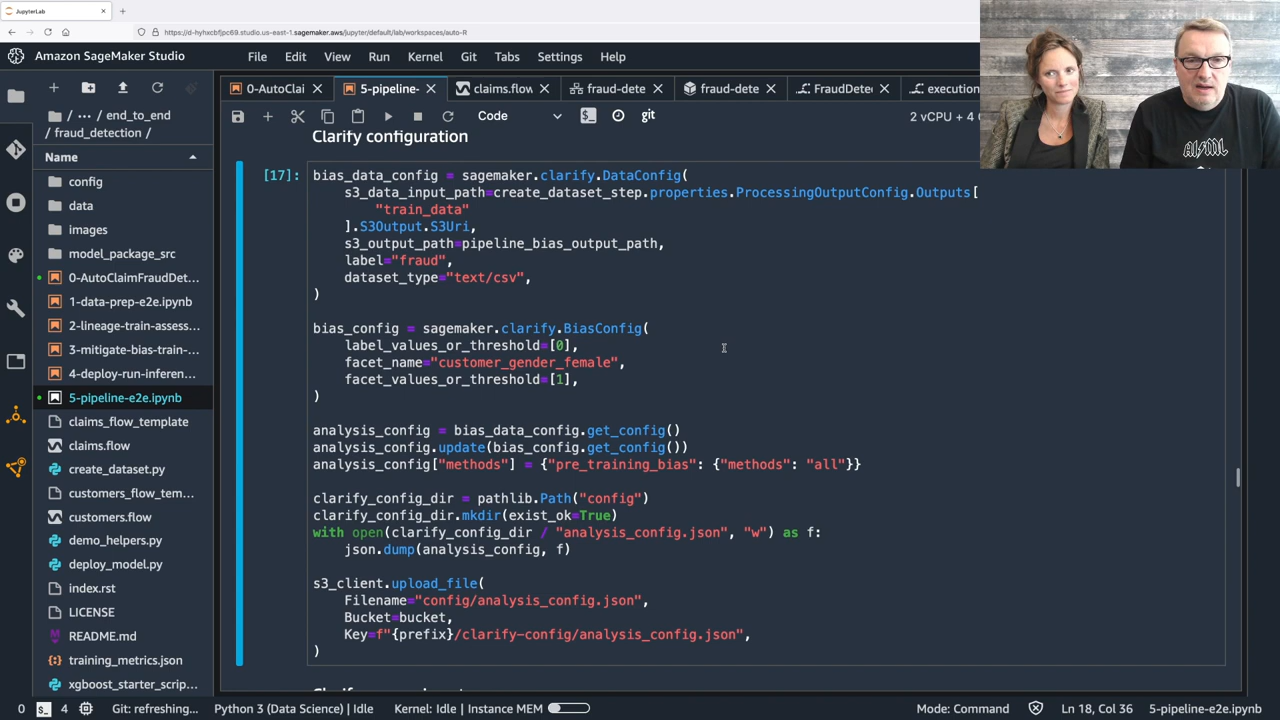 JupyterLab
https://d-hyhxcbfjpc69.studio.us-east-1.sagemaker.aws/jupyter/default/lab/workspaces/auto-R
Amazon SageMaker Studio
File Edit View Run Kernel Git Tabs Settings Help
0-AutoClai
5-pipeline-
clai
fraud-dete
fraud-dete
FraudDete
execution
Code
git
2 vCPU + 4
/ ··· / end_to_end
/ fraud_detection /
Name
config
data
images
model_package_src
0-AutoClaimFraudDet...
1-data-prep-e2e.ipynb
2-lineage-train-assess...
3-mitigate-bias-train-...
4-deploy-run-inferen...
5-pipeline-e2e.ipynb
claims_flow_template
claims.flow
create_dataset.py
customers_flow_tem...
customers.flow
demo_helpers.py
deploy_model.py
index.rst
LICENSE
README.md
training_metrics.json
xgboost_starter_scrip...
Clarify configuration
[17]:
bias_data_config = sagemaker.clarify.DataConfig(
s3_data_input_path=create_dataset_step.properties.ProcessingOutputConfig.Outputs[
"train_data"
].S3Output.S3Uri,
s3_output_path=pipeline_bias_output_path,
label="fraud",
dataset_type="text/csv",
)
bias_config = sagemaker.clarify.BiasConfig(
label_values_or_threshold=[0],
facet_name="customer_gender_female",
facet_values_or_threshold=[1],
)
analysis_config = bias_data_config.get_config()
analysis_config.update(bias_config.get_config())
analysis_config["methods"] = {"pre_training_bias": {"methods": "all"}}
clarify_config_dir = pathlib.Path("config")
clarify_config_dir.mkdir(exist_ok=True)
with open(clarify_config_dir / "analysis_config.json", "w") as f:
json.dump(analysis_config, f)
s3_client.upload_file(
Filename="config/analysis_config.json",
Bucket=bucket,
Key=f"{prefix}/clarify-config/analysis_config.json",
)
AI/ML
0 4 Git: refreshing... Python 3 (Data Science) | Idle Kernel: Idle | Instance MEM Mode: Command Ln 18, Col 36 5-pipeline-e2e.ipynb